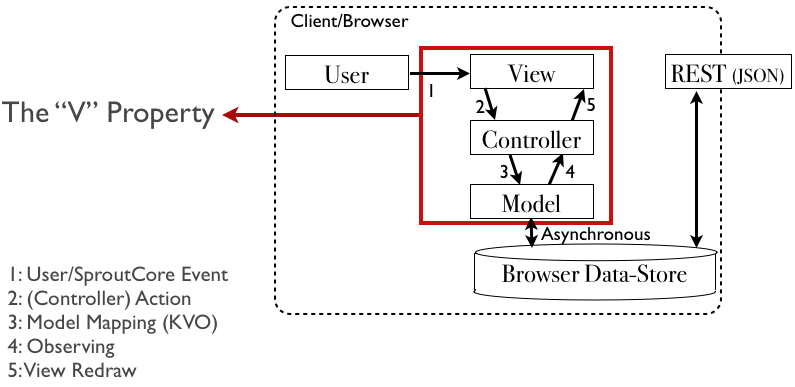 Client/Browser
User
View
REST (JSON)
1
2
5
The “V” Property
Controller
3
4
Model
Asynchronous
Browser Data-Store
1: User/SproutCore Event
2: (Controller) Action
3: Model Mapping (KVO)
4: Observing
5: View Redraw